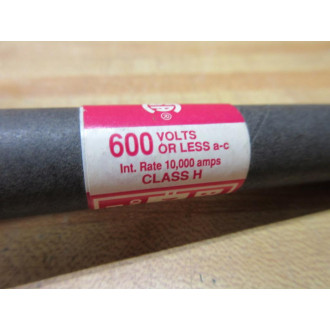 600 VOLTS
OR LESS a-c
Int. Rate 10,000 amps
CLASS H